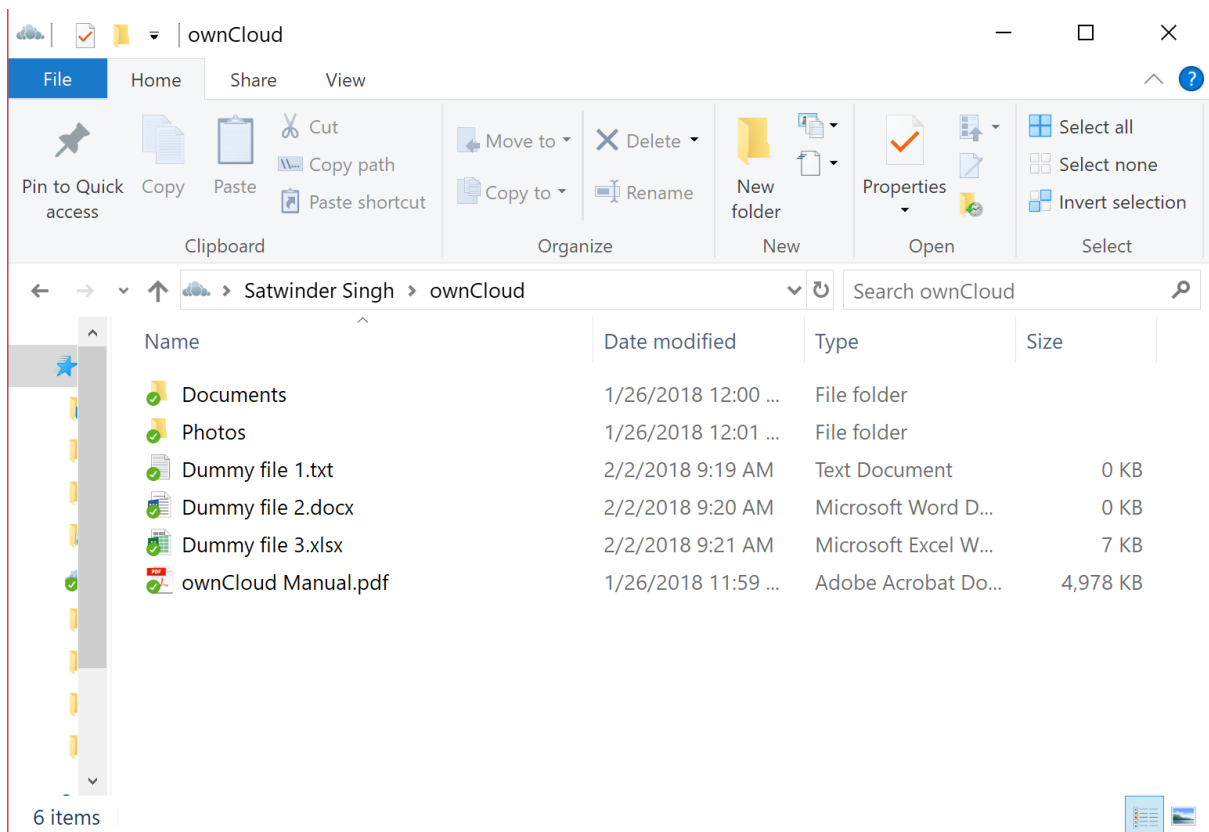 ownCloud
File Home Share View
Pin to Quick access
Copy
Paste
Cut
Copy path
Paste shortcut
Clipboard
Move to
Copy to
Delete
Rename
Organize
New folder
New
Properties
Open
Select all
Select none
Invert selection
Select
Satwinder Singh ownCloud Search ownCloud
Name Date modified Type Size
Documents 1/26/2018 12:00 ... File folder
Photos 1/26/2018 12:01 ... File folder
Dummy file 1.txt 2/2/2018 9:19 AM Text Document 0 KB
Dummy file 2.docx 2/2/2018 9:20 AM Microsoft Word D... 0 KB
Dummy file 3.xlsx 2/2/2018 9:21 AM Microsoft Excel W... 7 KB
ownCloud Manual.pdf 1/26/2018 11:59 ... Adobe Acrobat Do... 4,978 KB
6 items